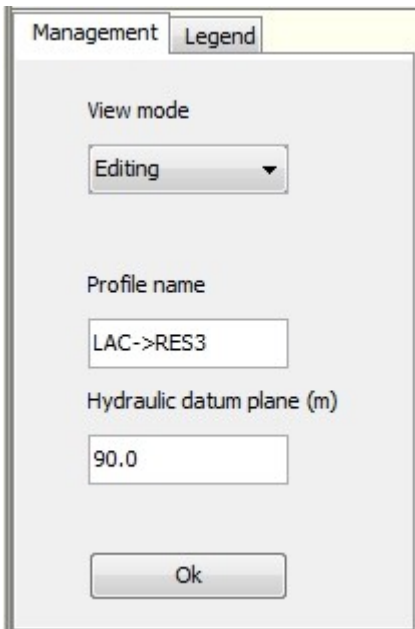 Management Legend
View mode
Editing
Profile name
LAC->RES3
Hydraulic datum plane (m)
90.0
Ok